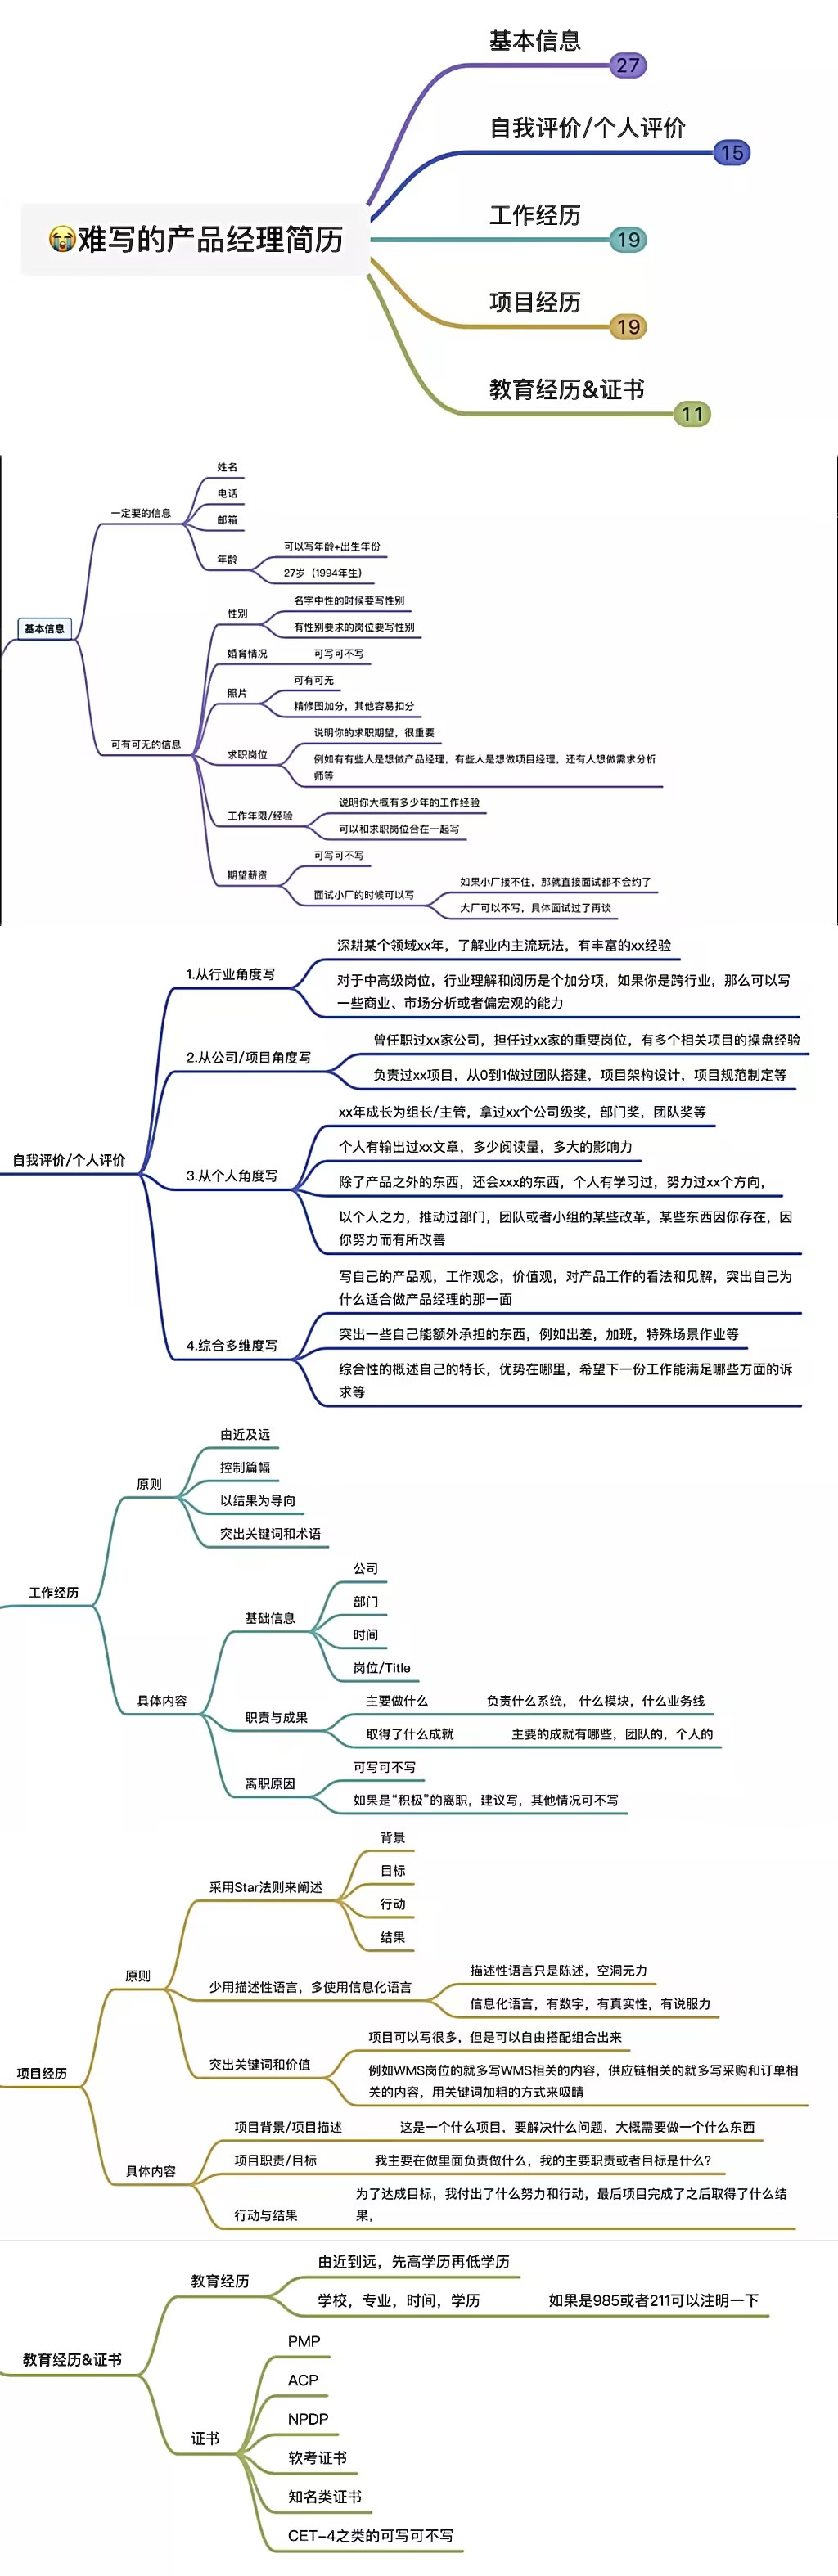 基本信息
27
自我评价/个人评价
15
😭难写的产品经理简历
工作经历
19
项目经历
19
教育经历&证书
11
基本信息
一定要的信息
姓名
电话
邮箱
年龄
可以写年龄+出生年份
27岁（1994年生）
可有可无的信息
性别
名字中性的时候要写性别
有性别要求的岗位要写性别
婚育情况
可写可不写
照片
可有可无
精修图加分，其他容易扣分
求职岗位
说明你的求职期望，很重要
例如有有些人是想做产品经理，有些人是想做项目经理，还有人想做需求分析
师等
工作年限/经验
说明你大概有多少年的工作经验
可以和求职岗位合在一起写
期望薪资
可写可不写
面试小厂的时候可以写
如果小厂接不住，那就直接面试都不会约了
大厂可以不写，具体面试过了再谈
自我评价/个人评价
1.从行业角度写
深耕某个领域xx年，了解业内主流玩法，有丰富的xx经验
对于中高级岗位，行业理解和阅历是个加分项，如果你是跨行业，那么可以写
一些商业、市场分析或者偏宏观的能力
2.从公司/项目角度写
曾任职过xx家公司，担任过xx家的重要岗位，有多个相关项目的操盘经验
负责过xx项目，从0到1做过团队搭建，项目架构设计，项目规范制定等
3.从个人角度写
xx年成长为组长/主管，拿过xx个公司级奖，部门奖，团队奖等
个人有输出过xx文章，多少阅读量，多大的影响力
除了产品之外的东西，还会xxx的东西，个人有学习过，努力过xx个方向，
以个人之力，推动过部门，团队或者小组的某些改革，某些东西因你存在，因
你努力而有所改善
4.综合多维度写
写自己的产品观，工作观念，价值观，对产品工作的看法和见解，突出自己为
什么适合做产品经理的那一面
突出一些自己能额外承担的东西，例如出差，加班，特殊场景作业等
综合性的概述自己的特长，优势在哪里，希望下一份工作能满足哪些方面的诉
求等
工作经历
原则
由近及远
控制篇幅
以结果为导向
突出关键词和术语
具体内容
基础信息
公司
部门
时间
岗位/Title
职责与成果
主要做什么
负责什么系统， 什么模块，什么业务线
取得了什么成就
主要的成就有哪些，团队的，个人的
离职原因
可写可不写
如果是“积极”的离职，建议写，其他情况可不写
项目经历
原则
采用Star法则来阐述
背景
目标
行动
结果
少用描述性语言，多使用信息化语言
描述性语言只是陈述，空洞无力
信息化语言，有数字，有真实性，有说服力
突出关键词和价值
项目可以写很多，但是可以自由搭配组合出来
例如WMS岗位的就多写WMS相关的内容，供应链相关的就多写采购和订单相
关的内容，用关键词加粗的方式来吸睛
具体内容
项目背景/项目描述
这是一个什么项目，要解决什么问题，大概需要做一个什么东西
项目职责/目标
我主要在做里面负责做什么，我的主要职责或者目标是什么?
行动与结果
为了达成目标，我付出了什么努力和行动，最后项目完成了之后取得了什么结
果，
教育经历&证书
教育经历
由近到远，先高学历再低学历
学校，专业，时间，学历
如果是985或者211可以注明一下
证书
PMP
ACP
NPDP
软考证书
知名类证书
CET-4之类的可写可不写